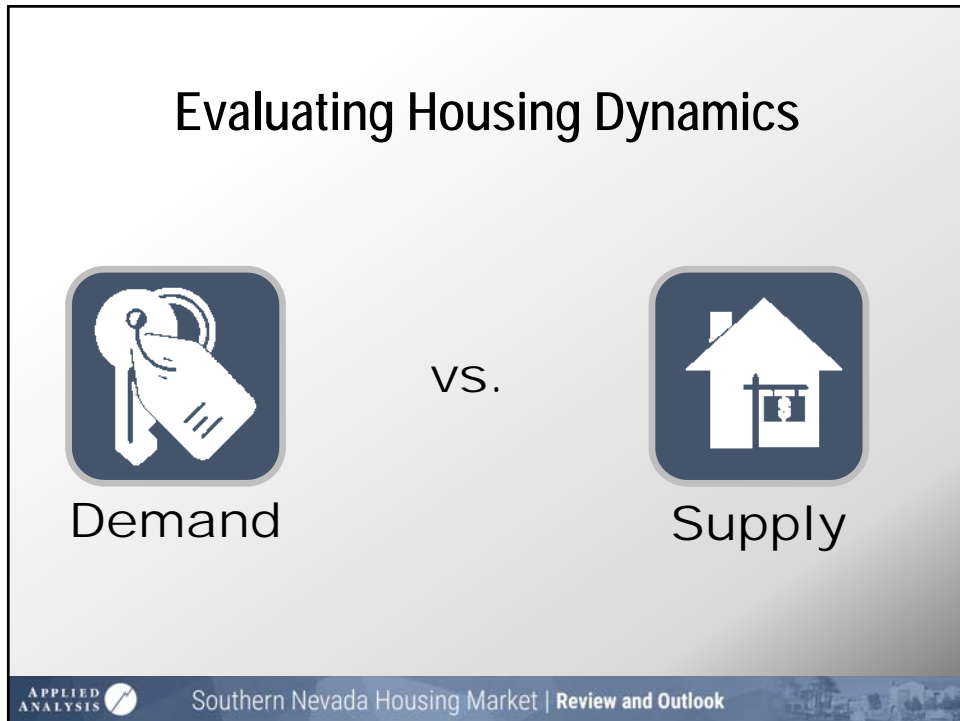 Evaluating Housing Dynamics
vs.
Demand
Supply
APPLIED
ANALYSIS
Southern Nevada Housing Market | Review and Outlook